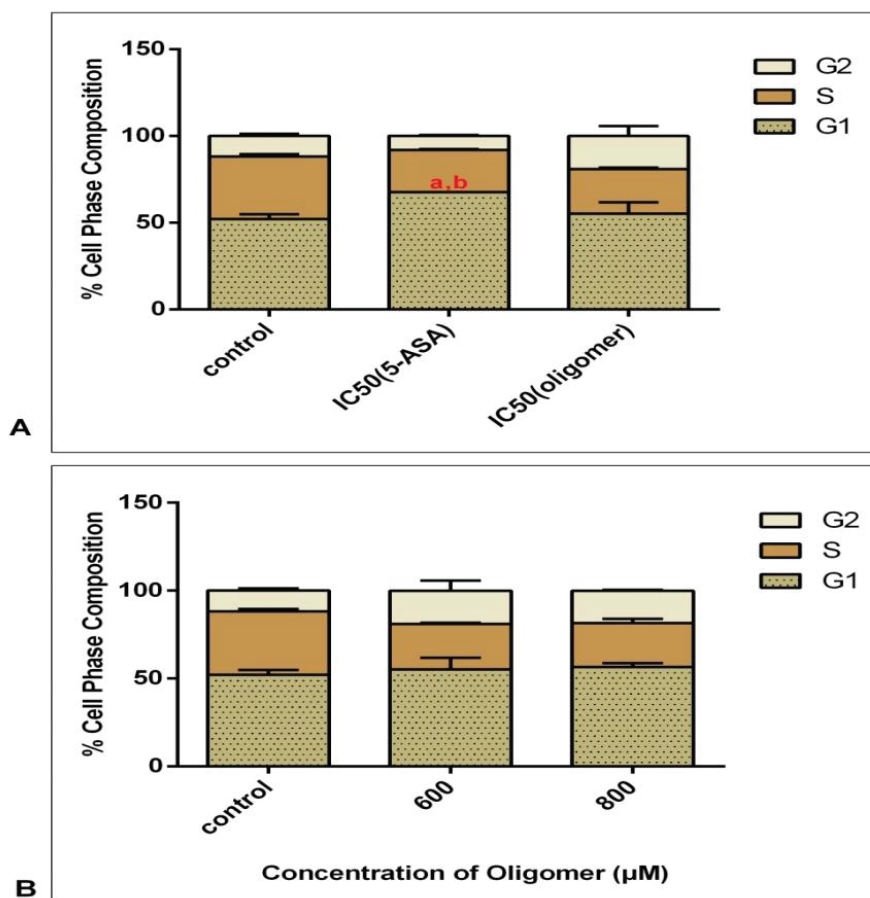 150
100
50
0
% Cell Phase Composition
a,b
G2
S
G1
control
IC50(5-ASA)
IC50(oligomer)
A
150
100
50
0
% Cell Phase Composition
G2
S
G1
control
600
800
Concentration of Oligomer (µM)
B